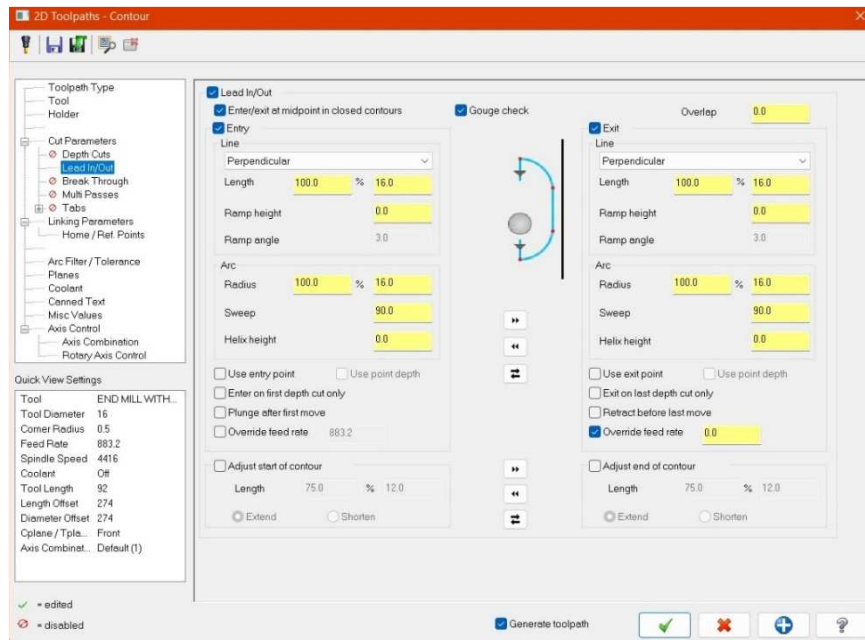 2D Toolpaths - Contour
Toolpath Type
Tool
Holder
Cut Parameters
Depth Cuts
Lead In/Out
Break Through
Multi Passes
Tabs
Linking Parameters
Home / Ref. Points
Arc Filter / Tolerance
Planes
Coolant
Canned Text
Misc Values
Axis Control
Axis Combination
Rotary Axis Control
Quick View Settings
Tool END MILL WITH...
Tool Diameter 16
Corner Radius 0.5
Feed Rate 883.2
Spindle Speed 4416
Coolant Off
Tool Length 92
Length Offset 274
Diameter Offset 274
Cplane / Tpla... Front
Axis Combinat... Default (1)
= edited
= disabled
Lead In/Out
Enter/exit at midpoint in closed contours Gouge check Overlap 0.0
Entry
Line
Perpendicular
Length 100.0 % 16.0
Ramp height 0.0
Ramp angle 3.0
Arc
Radius 100.0 % 16.0
Sweep 90.0
Helix height 0.0
Use entry point Use point depth
Enter on first depth cut only
Plunge after first move
Override feed rate 883.2
Adjust start of contour
Length 75.0 % 12.0
Extend Shorten
Exit
Line
Perpendicular
Length 100.0 % 16.0
Ramp height 0.0
Ramp angle 3.0
Arc
Radius 100.0 % 16.0
Sweep 90.0
Helix height 0.0
Use exit point Use point depth
Exit on last depth cut only
Retract before last move
Override feed rate 0.0
Adjust end of contour
Length 75.0 % 12.0
Extend Shorten
Generate toolpath
?